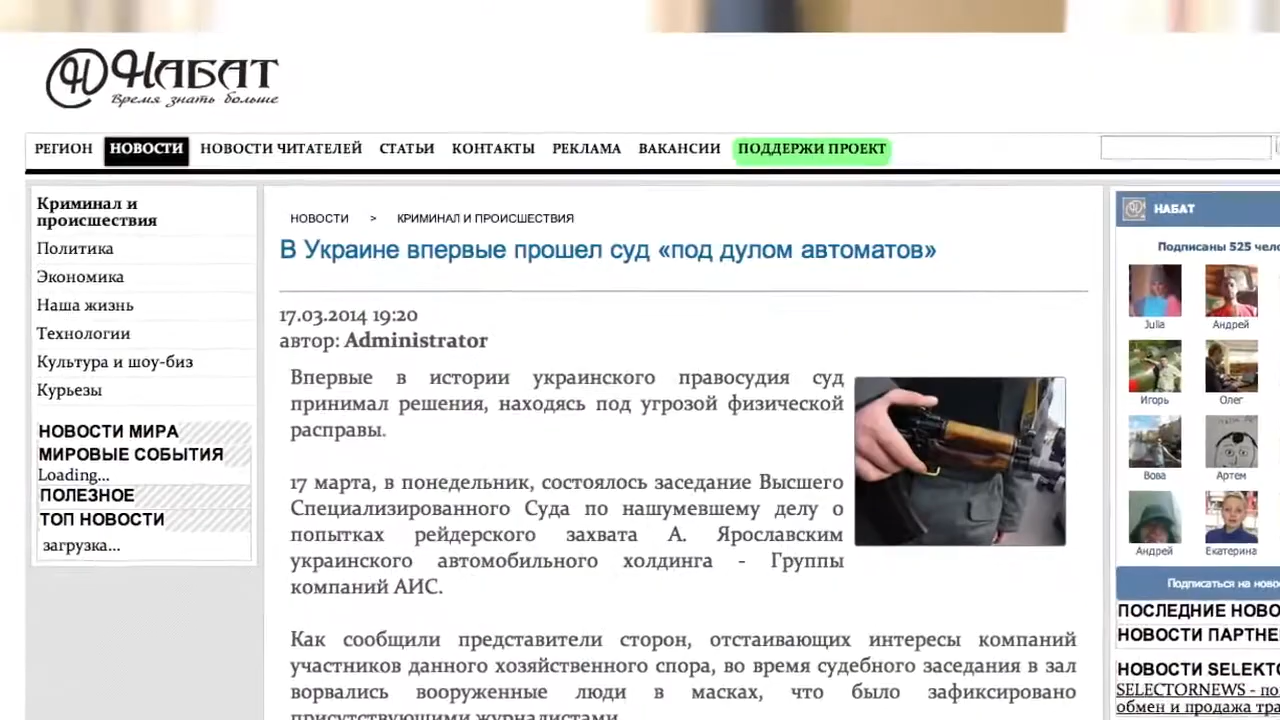 НАБАТ
Время знать больше
РЕГИОН НОВОСТИ НОВОСТИ ЧИТАТЕЛЕЙ СТАТЬИ КОНТАКТЫ РЕКЛАМА ВАКАНСИИ ПОДДЕРЖИ ПРОЕКТ
Криминал и
происшествия
Политика
Экономика
Наша жизнь
Технологии
Культура и шоу-биз
Курьезы
НОВОСТИ МИРА
МИРОВЫЕ СОБЫТИЯ
Loading...
ПОЛЕЗНОЕ
ТОП НОВОСТИ
загрузка...
НОВОСТИ > КРИМИНАЛ И ПРОИСШЕСТВИЯ
В Украине впервые прошел суд «под дулом автоматов»
17.03.2014 19:20
автор: Administrator
Впервые в истории украинского правосудия суд
принимал решения, находясь под угрозой физической
расправы.
17 марта, в понедельник, состоялось заседание Высшего
Специализированного Суда по нашумевшему делу о
попытках рейдерского захвата А. Ярославским
украинского автомобильного холдинга - Группы
компаний АИС.
Как сообщили представители сторон, отстаивающих интересы компаний
участников данного хозяйственного спора, во время судебного заседания в зал
ворвались вооруженные люди в масках, что было зафиксировано
присутствующими журналистами.
НАБАТ
Подписаны 525
Julia Андрей
Игорь Олег
Вова Артем
Андрей Екатерина
Подписаться на
ПОСЛЕДНИЕ
НОВОСТИ
НОВОСТИ
SELECTORNEWS -
обмен и продажа